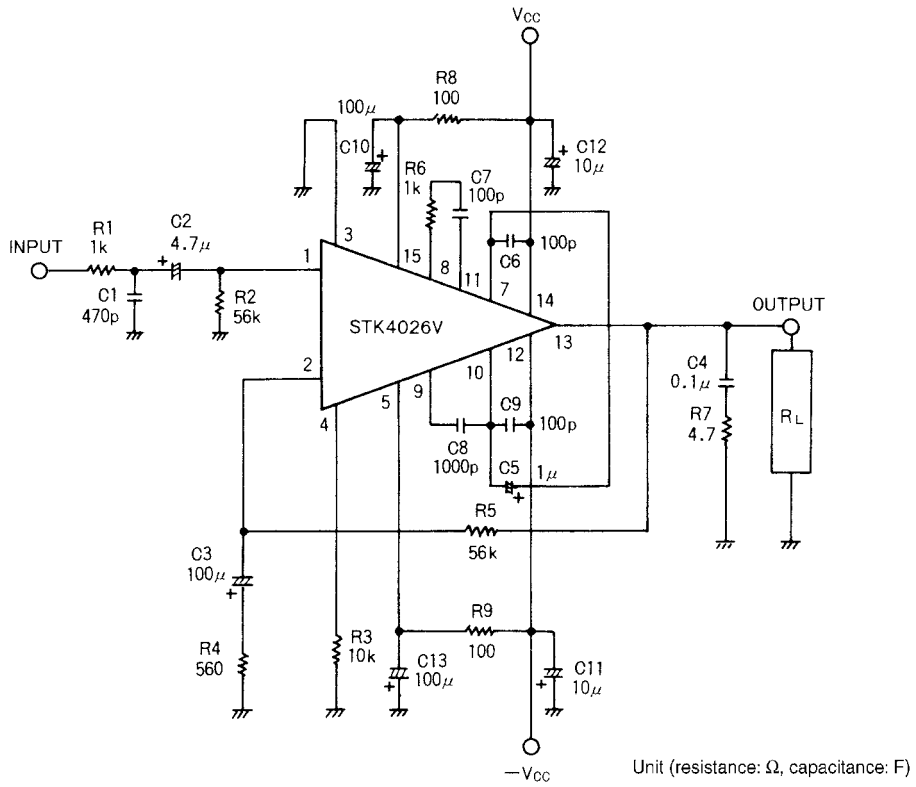 VCC
R8
100
100μ
C10
C12
10μ
R6
1k
C7
100p
R1
1k
C2
4.7μ
3
15
8
11
7
C6
100p
INPUT
1
14
C1
470p
R2
56k
STK4026V
OUTPUT
13
12
2
10
C4
0.1μ
5
9
C9
100p
R7
4.7
RL
4
C8
1000p
C5
1μ
R5
56k
C3
100μ
R9
100
R3
10k
R4
560
C13
100μ
C11
10μ
−VCC
Unit (resistance: Ω, capacitance: F)